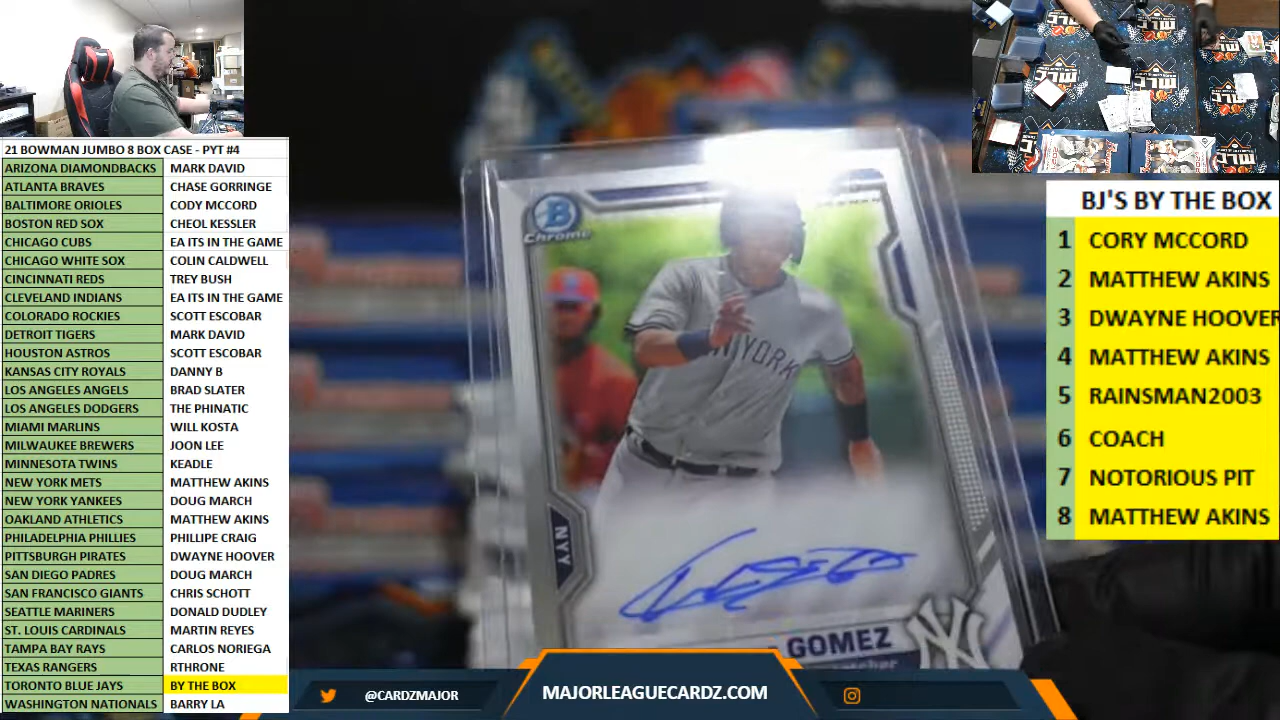 21 BOWMAN JUMBO 8 BOX CASE - PYT #4
ARIZONA DIAMONDBACKS MARK DAVID
ATLANTA BRAVES CHASE GORRINGE
BALTIMORE ORIOLES CODY MCCORD
BOSTON RED SOX CHEOL KESSLER
CHICAGO CUBS EA ITS IN THE GAME
CHICAGO WHITE SOX COLIN CALDWELL
CINCINNATI REDS TREY BUSH
CLEVELAND INDIANS EA ITS IN THE GAME
COLORADO ROCKIES SCOTT ESCOBAR
DETROIT TIGERS MARK DAVID
HOUSTON ASTROS SCOTT ESCOBAR
KANSAS CITY ROYALS DANNY B
LOS ANGELES ANGELS BRAD SLATER
LOS ANGELES DODGERS THE PHINATIC
MIAMI MARLINS WILL KOSTA
MILWAUKEE BREWERS JOON LEE
MINNESOTA TWINS KEADLE
NEW YORK METS MATTHEW AKINS
NEW YORK YANKEES DOUG MARCH
OAKLAND ATHLETICS MATTHEW AKINS
PHILADELPHIA PHILLIES PHILLIPE CRAIG
PITTSBURGH PIRATES DWAYNE HOOVER
SAN DIEGO PADRES DOUG MARCH
SAN FRANCISCO GIANTS CHRIS SCHOTT
SEATTLE MARINERS DONALD DUDLEY
ST. LOUIS CARDINALS MARTIN REYES
TAMPA BAY RAYS CARLOS NORIEGA
TEXAS RANGERS RTHRONE
TORONTO BLUE JAYS BY THE BOX
WASHINGTON NATIONALS BARRY LA
B
Chrome
NEW YORK
NYY
GOMEZ
NY
MLC
MLC
MLC
MLC
BJ'S BY THE BOX
1 CORY MCCORD
2 MATTHEW AKINS
3 DWAYNE HOOVER
4 MATTHEW AKINS
5 RAINSMAN2003
6 COACH
7 NOTORIOUS PIT
8 MATTHEW AKINS
@CARDZMAJOR
MAJORLEAGUECARDZ.COM